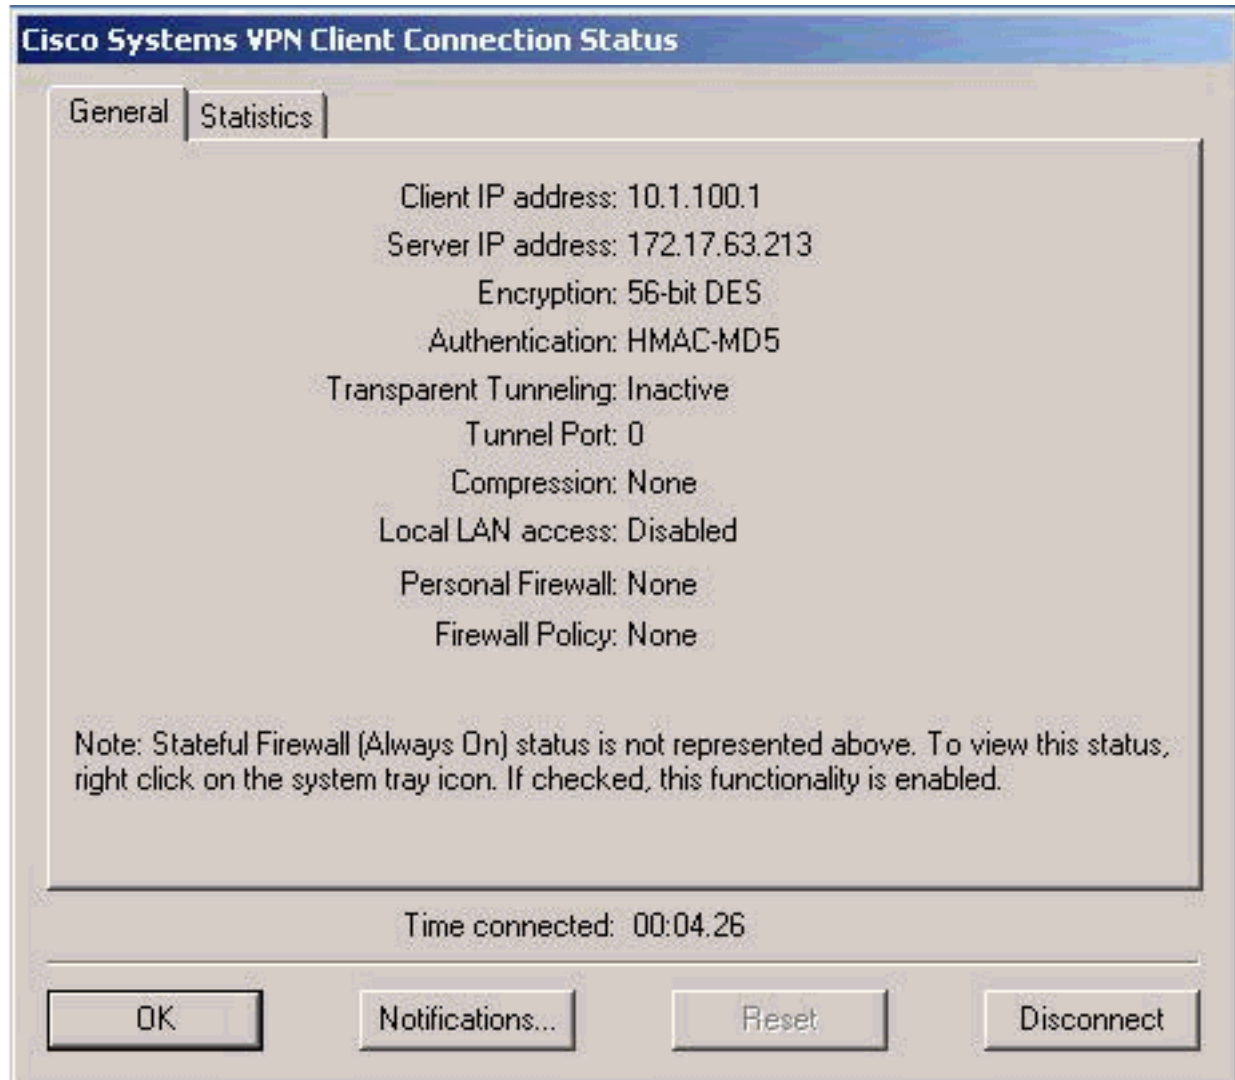 Cisco Systems VPN Client Connection Status
General Statistics
Client IP address: 10.1.100.1
Server IP address: 172.17.63.213
Encryption: 56-bit DES
Authentication: HMAC-MD5
Transparent Tunneling: Inactive
Tunnel Port: 0
Compression: None
Local LAN access: Disabled
Personal Firewall: None
Firewall Policy: None
Note: Stateful Firewall (Always On) status is not represented above. To view this status,
right click on the system tray icon. If checked, this functionality is enabled.
Time connected: 00:04.26
OK Notifications... Reset Disconnect